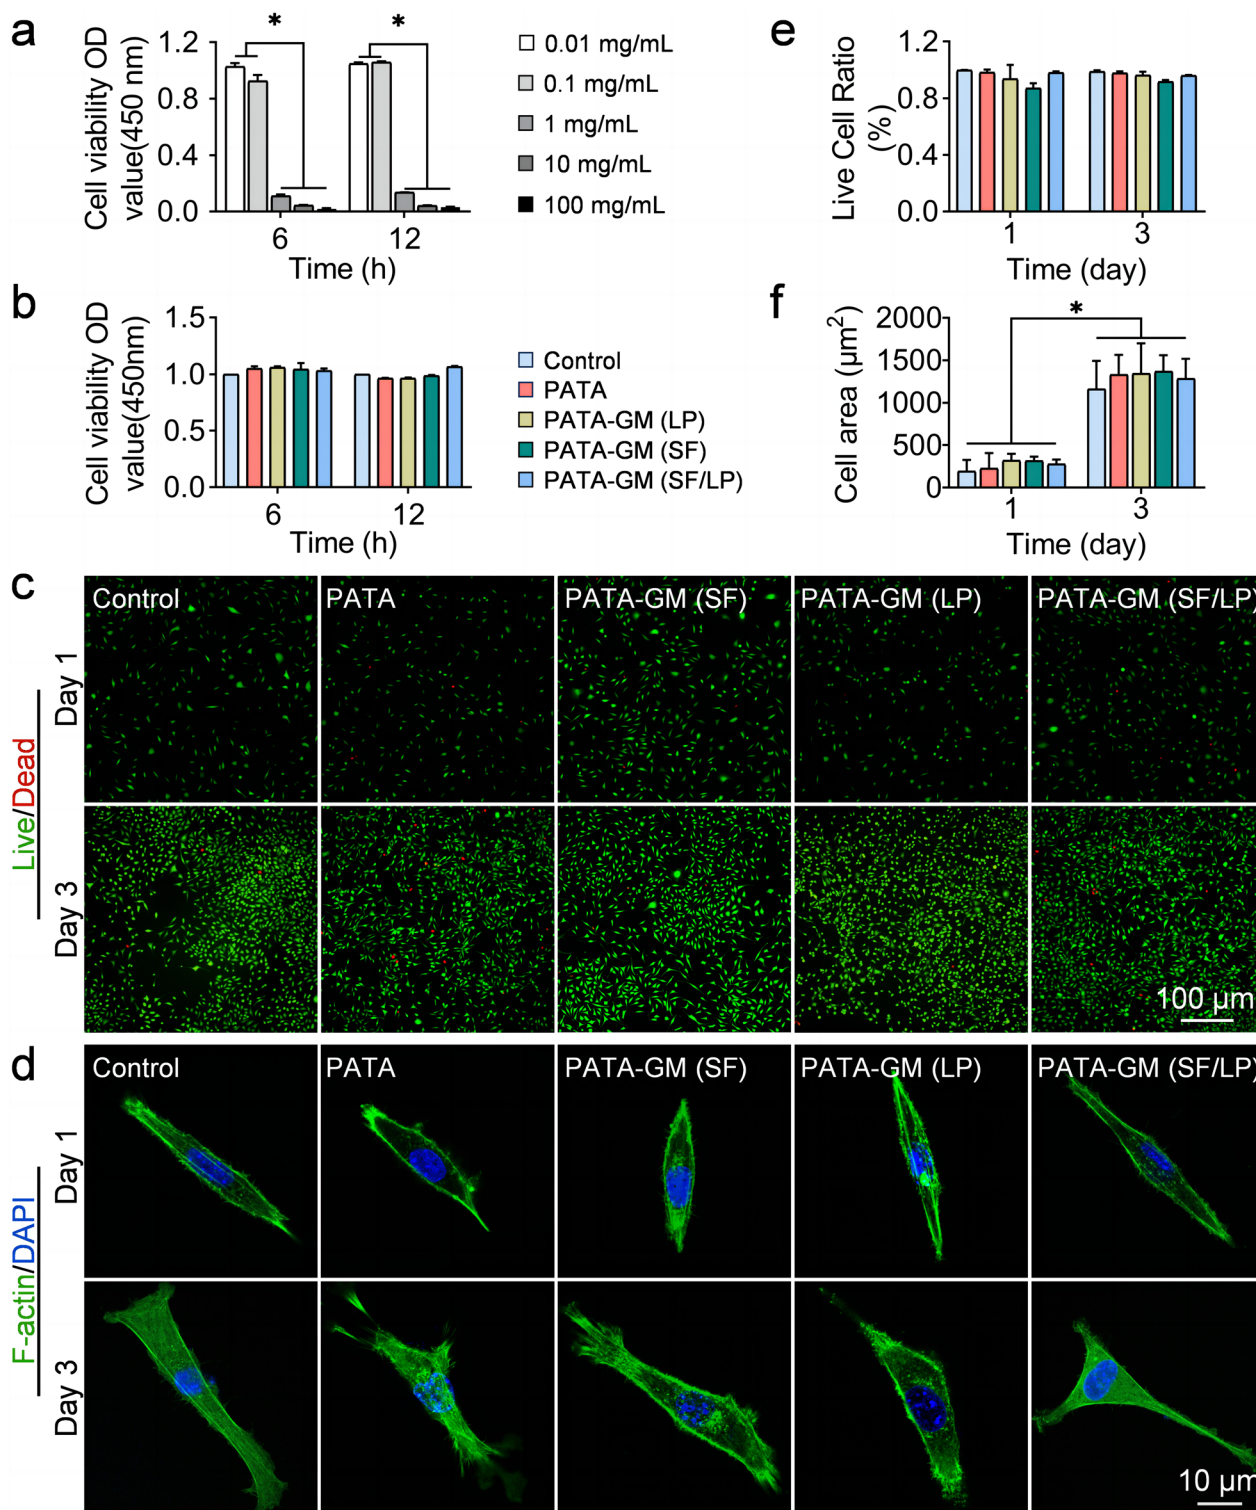 a
Cell viability OD
value(450 nm)
1.2
0.8
0.4
0.0
*
*
6
12
Time (h)
0.01 mg/mL
0.1 mg/mL
1 mg/mL
10 mg/mL
100 mg/mL
e
Live Cell Ratio
(%)
1.2
0.8
0.4
0.0
1
3
Time (day)
b
Cell viability OD
value(450nm)
1.5
1.0
0.5
0.0
6
12
Time (h)
Control
PATA
PATA-GM (LP)
PATA-GM (SF)
PATA-GM (SF/LP)
f
Cell area (µm²)
2000
1500
1000
500
0
*
1
3
Time (day)
c
Live/Dead
Day 1
Day 3
Control
PATA
PATA-GM (SF)
PATA-GM (LP)
PATA-GM (SF/LP)
100 µm
d
F-actin/DAPI
Day 1
Day 3
Control
PATA
PATA-GM (SF)
PATA-GM (LP)
PATA-GM (SF/LP)
10 µm